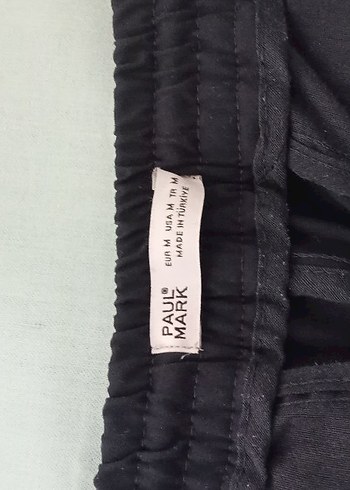 PAUL®
MARK
EUR M USA M TR M
MADE IN TÜRKİYE